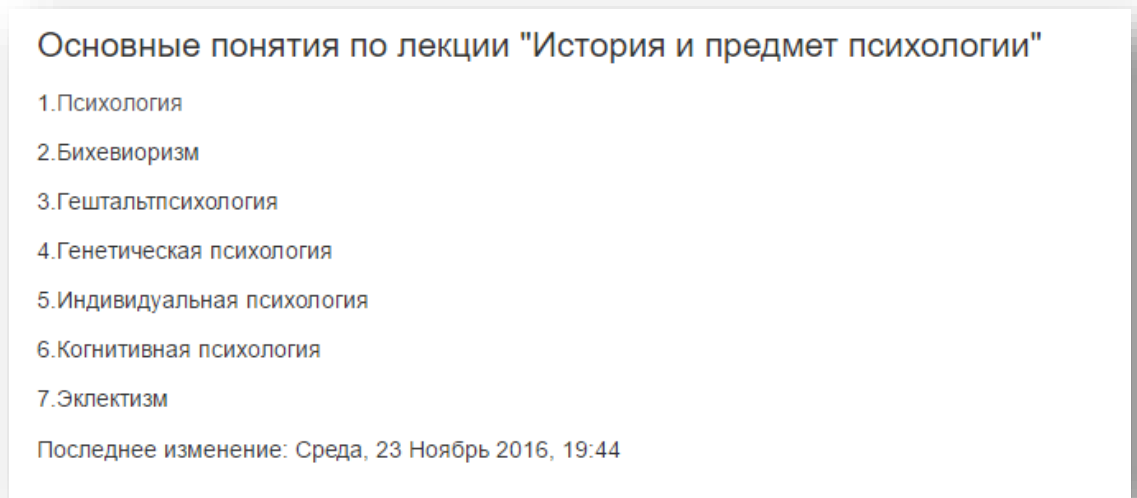 Основные понятия по лекции "История и предмет психологии"
1.Психология
2.Бихевиоризм
3.Гештальтпсихология
4.Генетическая психология
5.Индивидуальная психология
6.Когнитивная психология
7.Эклектизм
Последнее изменение: Среда, 23 Ноябрь 2016, 19:44